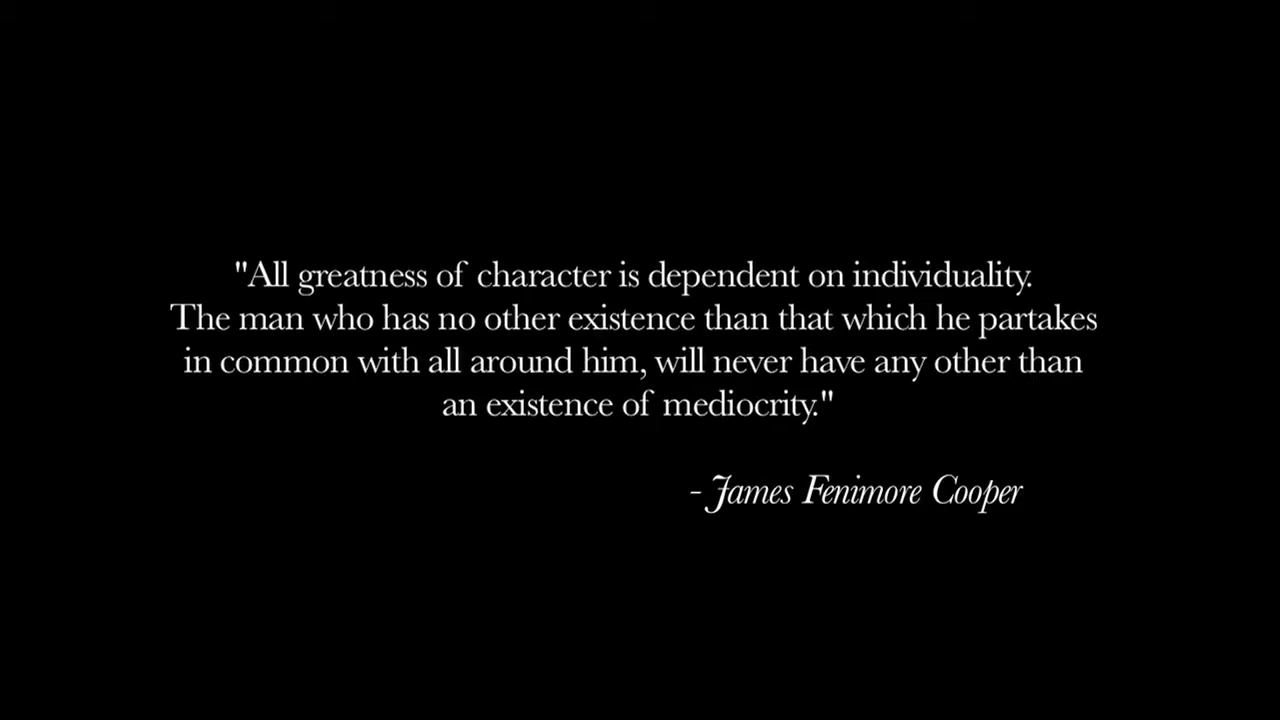 "All greatness of character is dependent on individuality.
The man who has no other existence than that which he partakes
in common with all around him, will never have any other than
an existence of mediocrity."
- James Fenimore Cooper